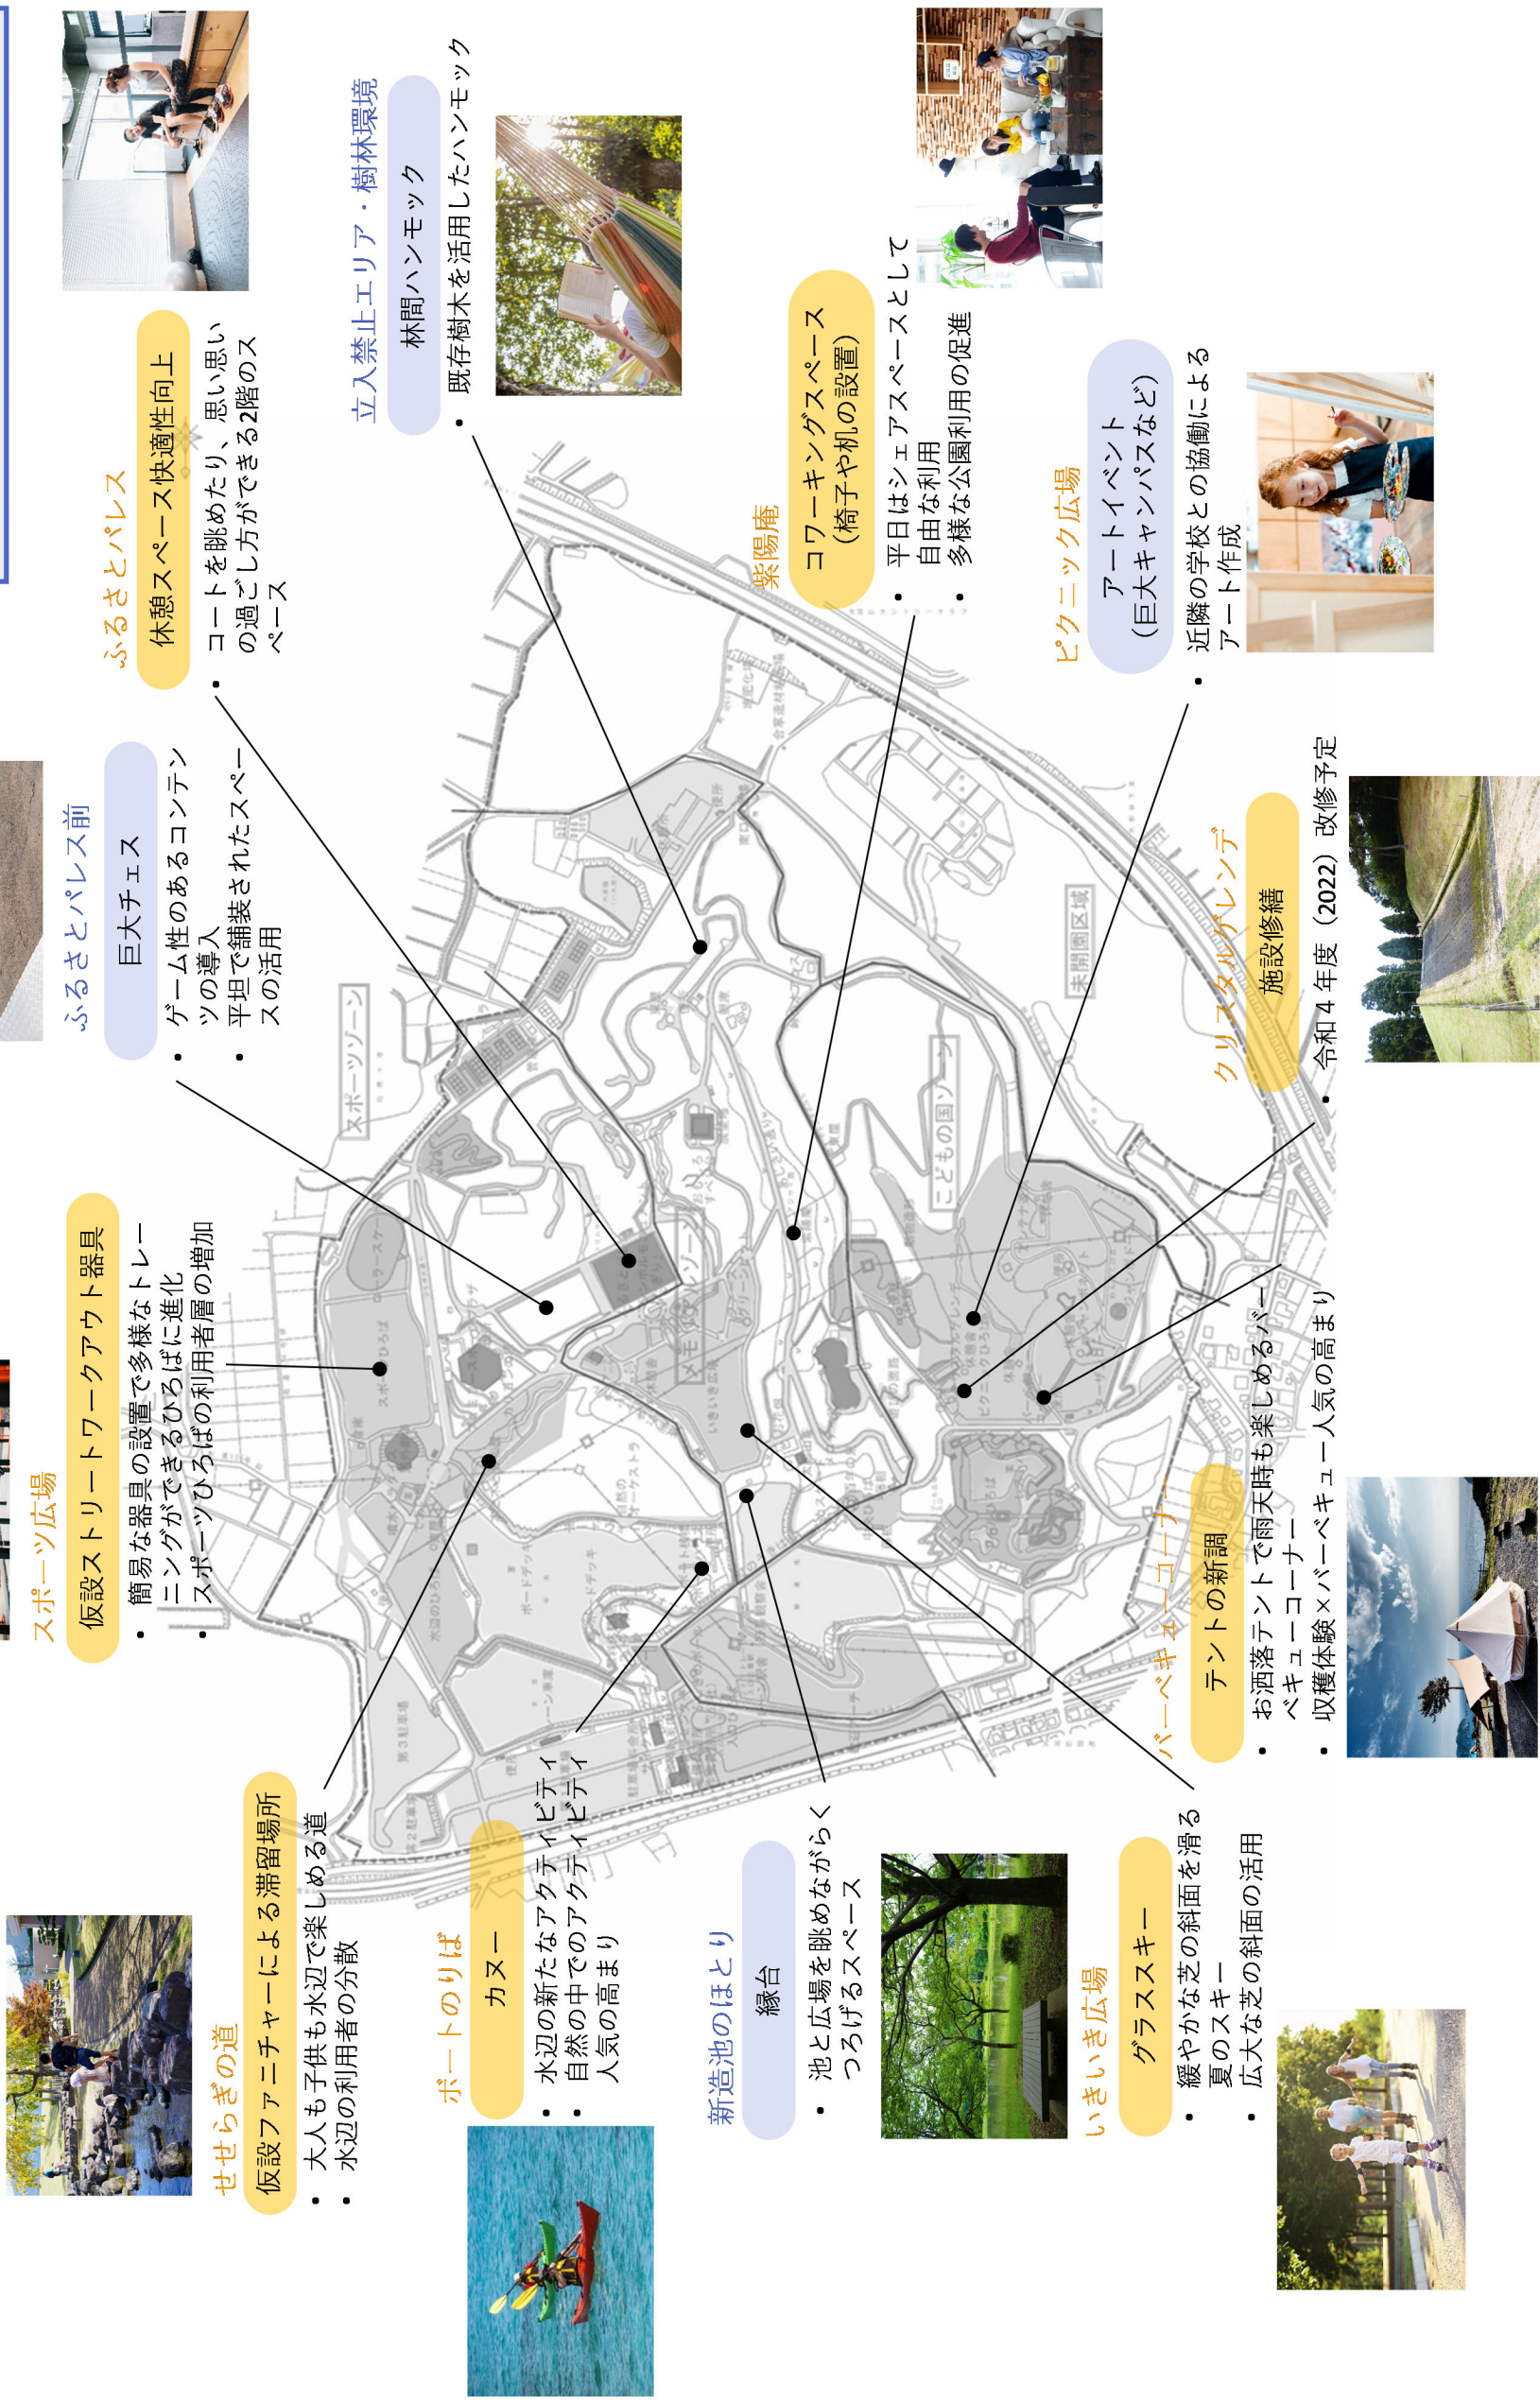 スポーツ広場
仮設ストリートワークアウト器具
• 簡易な器具の設置で多様なトレー
ニングができるひろばに進化
• スポーツひろばの利用者層の増加
ふるさとパレス前
巨大チェス
• ゲーム性のあるコンテン
ツの導入
• 平坦で舗装されたスペー
スの活用
ふるさとパレス
休憩スペース快適性向上
• コートを眺めたり、思い思い
の過ごし方ができる2階のス
ペース
せせらぎの道
仮設ファニチャーによる滞留場所
• 大人も子供も水辺で楽しめる道
• 水辺の利用者の分散
立入禁止エリア・樹林環境
林間ハンモック
• 既存樹木を活用したハンモック
ボートのりば
カヌー
• 水辺の新たなアクティビティ
• 自然の中でのアクティビティ
人気の高まり
新造池のほとり
縁台
• 池と広場を眺めながらく
つろげるスペース
紫陽庵
コワーキングスペース
(椅子や机の設置)
• 平日はシェアスペースとして
自由な利用
• 多様な公園利用の促進
いきいき広場
グラススキー
• 緩やかな芝の斜面を滑る
夏のスキー
• 広大な芝の斜面の活用
ピクニック広場
アートイベント
(巨大キャンパスなど)
• 近隣の学校との協働による
アート作成
バーベキューコーナー
テントの新調
• お洒落テントで雨天時も楽しめるバー
ベキューコーナー
• 収穫体験×バーベキュー人気の高まり
クリスタルゲレンデ
施設修繕
• 令和4年度(2022)改修予定
スポーツゾーン
こどもの国ゾーン
未開園区域
第3駐車場
第2駐車場
いきいき広場